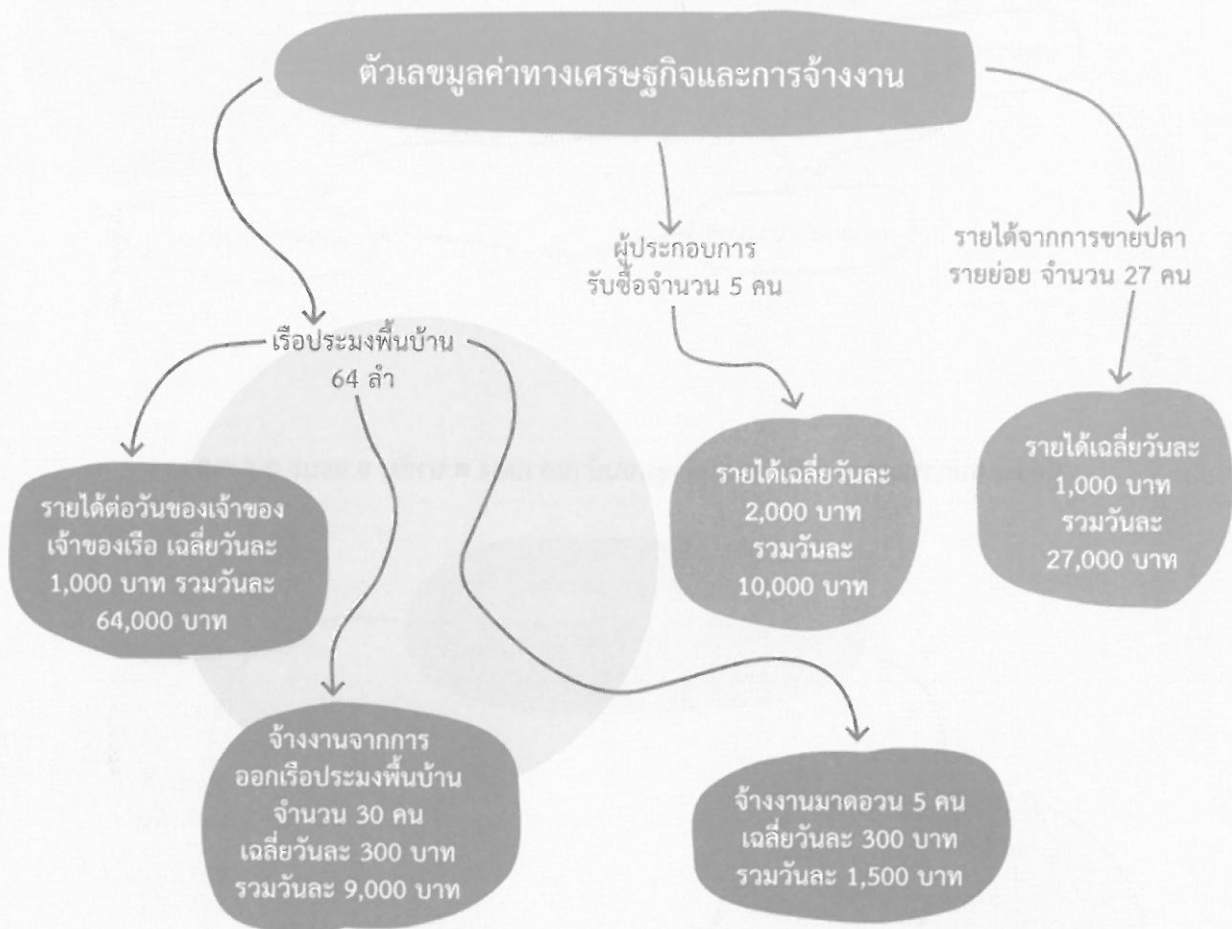 ตัวเลขมูลค่าทางเศรษฐกิจและการจ้างงาน
ผู้ประกอบการ
รับซื้อจำนวน 5 คน
รายได้จากการขายปลา
รายย่อย จำนวน 27 คน
เรือประมงพื้นบ้าน
64 ลำ
รายได้ต่อวันของเจ้าของ
เจ้าของเรือ เฉลี่ยวันละ
1,000 บาท รวมวันละ
64,000 บาท
รายได้เฉลี่ยวันละ
2,000 บาท
รวมวันละ
10,000 บาท
รายได้เฉลี่ยวันละ
1,000 บาท
รวมวันละ
27,000 บาท
จ้างงานจากการ
ออกเรือประมงพื้นบ้าน
จำนวน 30 คน
เฉลี่ยวันละ 300 บาท
รวมวันละ 9,000 บาท
จ้างงานมาดอวน 5 คน
เฉลี่ยวันละ 300 บาท
รวมวันละ 1,500 บาท